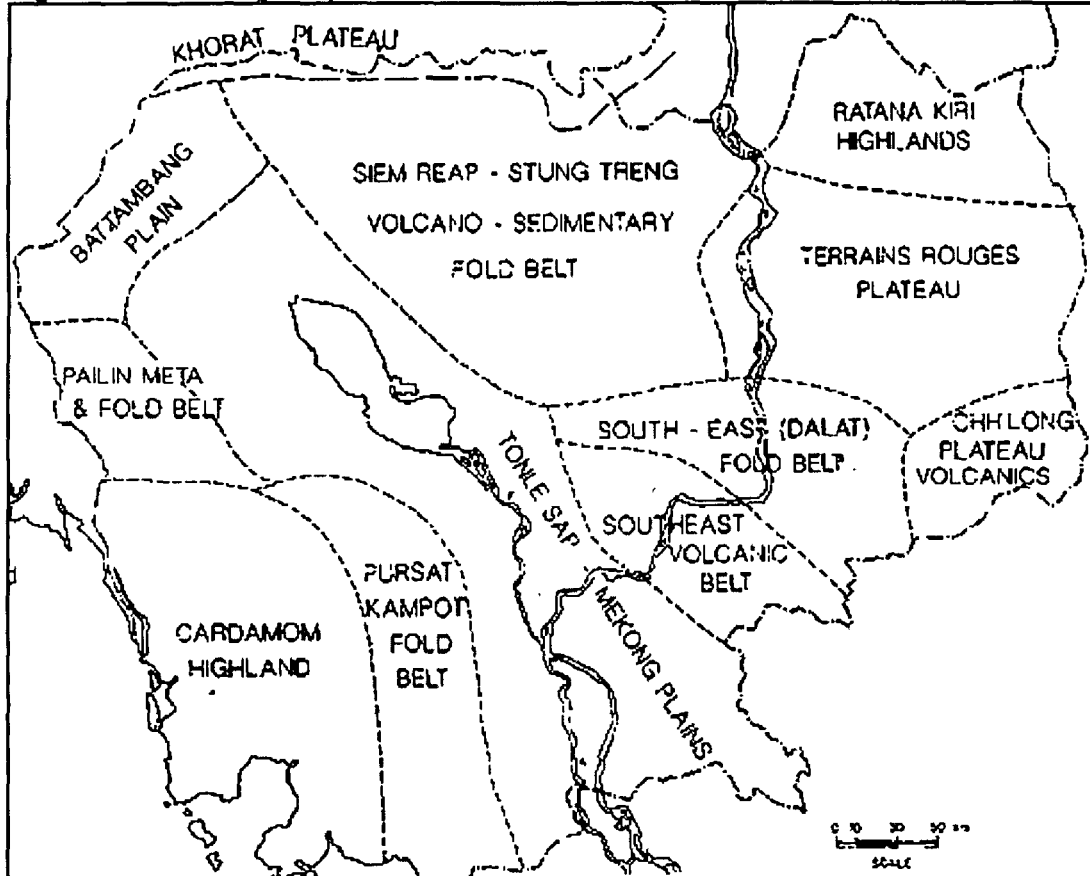 KHORAT PLATEAU
RATANA KIRI
HIGHLANDS
SIEM REAP - STUNG TRENG
VOLCANO - SEDIMENTARY
FOLD BELT
BATTAMBANG
PLAIN
TERRAINS ROUGES
PLATEAU
PAILIN META
& FOLD BELT
SOUTH - EAST (DALAT)
FOLD BELT
CHHLONG
PLATEAU
VOLCANICS
TONLE SAP
SOUTHEAST
VOLCANIC
BELT
PURSAT
KAMPOT
FOLD
BELT
CARDAMOM
HIGHLAND
MEKONG PLAINS
SCALE